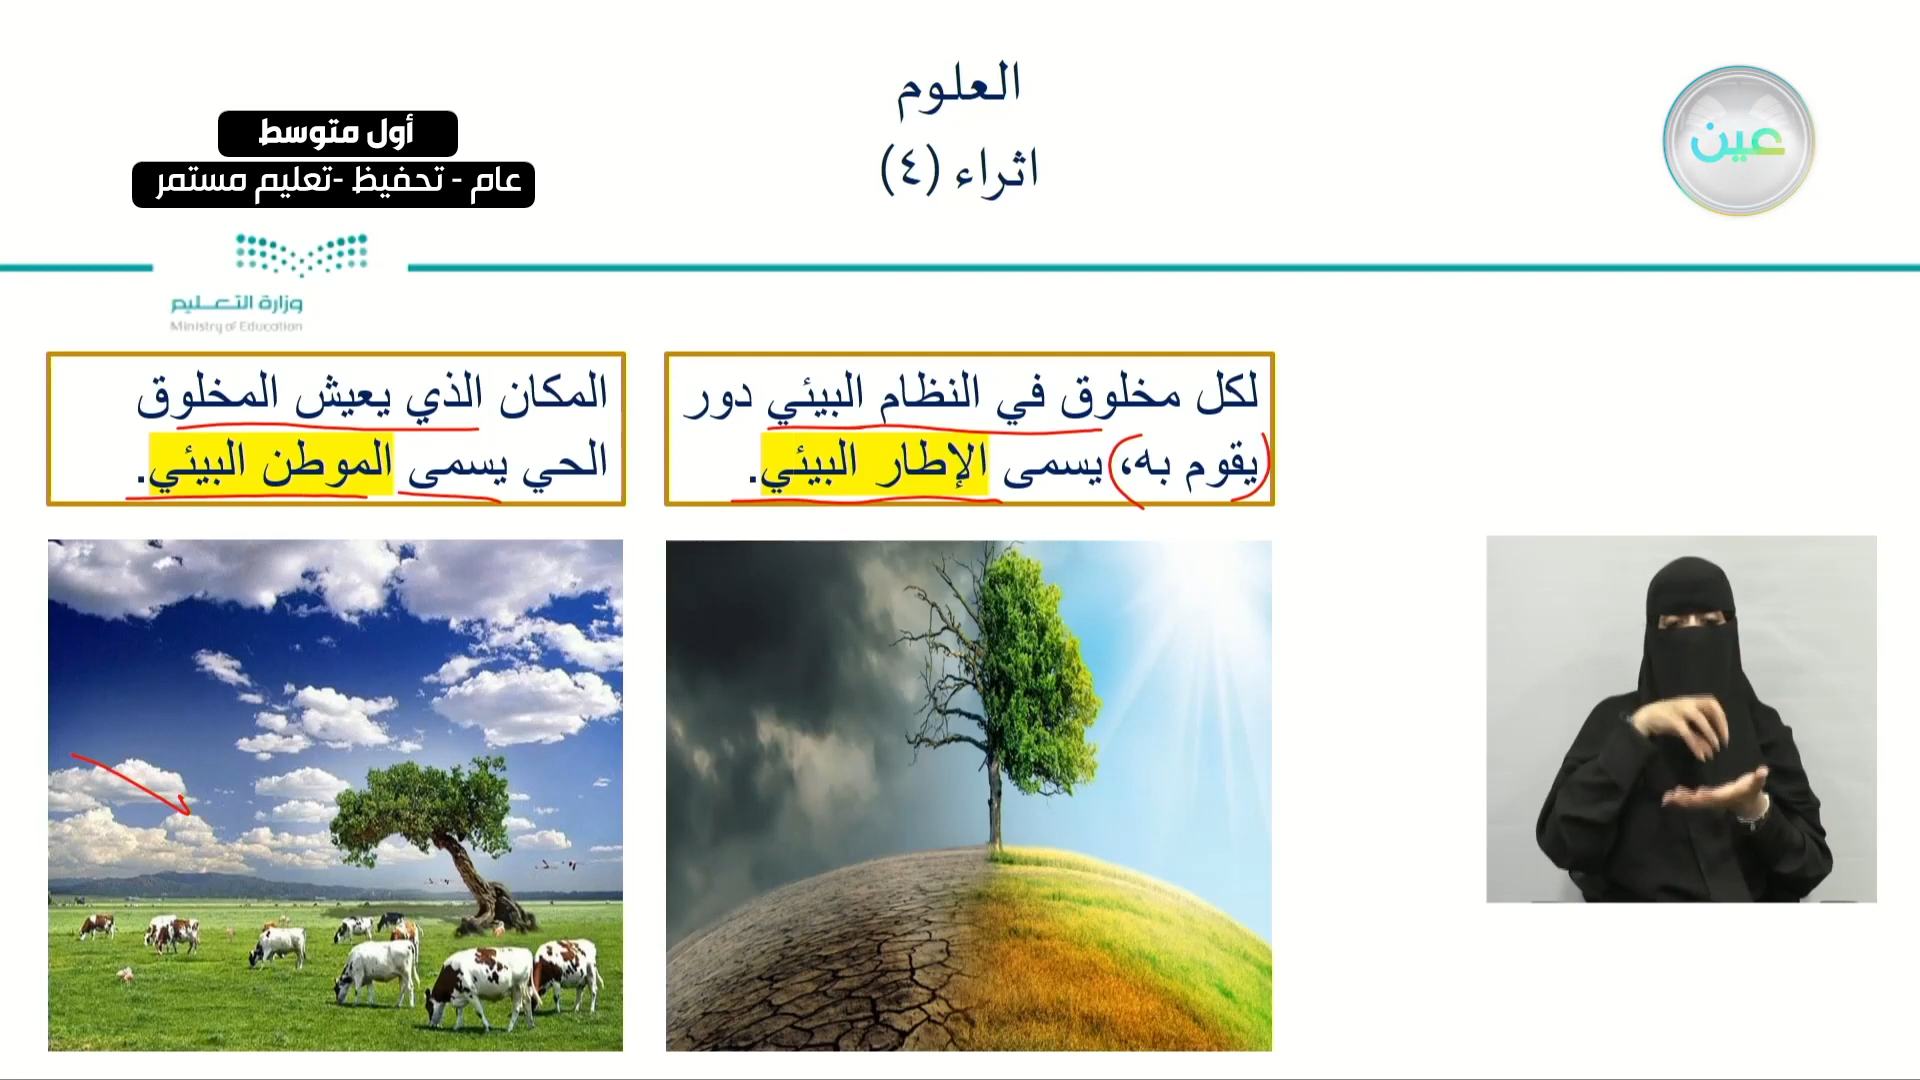 العلوم
اثراء (٤)
عين
أول متوسط
عام - تحفيظ -تعليم مستمر
وزارة التعليم
Ministry of Education
لكل مخلوق في النظام البيئي دور
يقوم به، يسمى الإطار البيئي.
المكان الذي يعيش المخلوق
الحي يسمى الموطن البيئي.